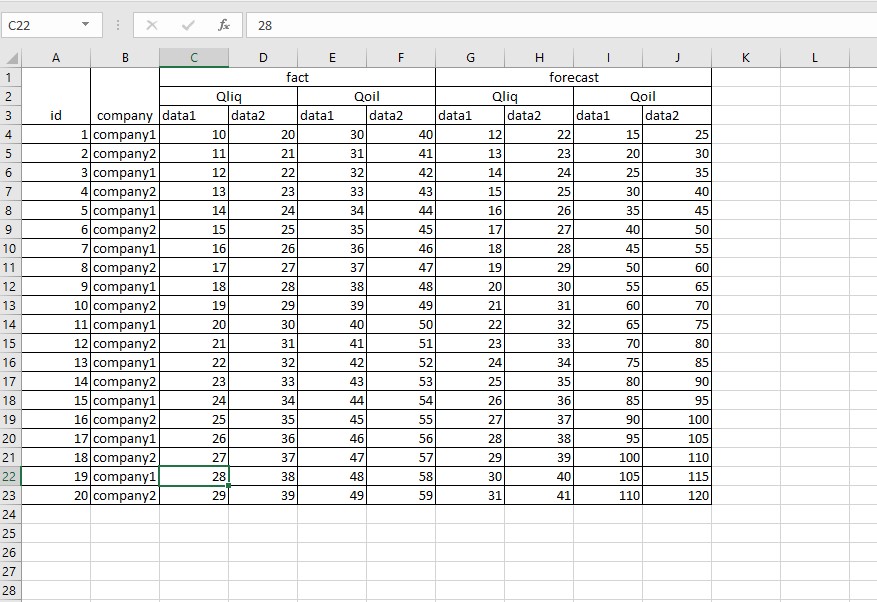 C22 fx 28
A B C D E F G H I J K L
1 fact forecast
2 Qliq Qoil Qliq Qoil
3 id company data1 data2 data1 data2 data1 data2 data1 data2
4 1 company1 10 20 30 40 12 22 15 25
5 2 company2 11 21 31 41 13 23 20 30
6 3 company1 12 22 32 42 14 24 25 35
7 4 company2 13 23 33 43 15 25 30 40
8 5 company1 14 24 34 44 16 26 35 45
9 6 company2 15 25 35 45 17 27 40 50
10 7 company1 16 26 36 46 18 28 45 55
11 8 company2 17 27 37 47 19 29 50 60
12 9 company1 18 28 38 48 20 30 55 65
13 10 company2 19 29 39 49 21 31 60 70
14 11 company1 20 30 40 50 22 32 65 75
15 12 company2 21 31 41 51 23 33 70 80
16 13 company1 22 32 42 52 24 34 75 85
17 14 company2 23 33 43 53 25 35 80 90
18 15 company1 24 34 44 54 26 36 85 95
19 16 company2 25 35 45 55 27 37 90 100
20 17 company1 26 36 46 56 28 38 95 105
21 18 company2 27 37 47 57 29 39 100 110
22 19 company1 28 38 48 58 30 40 105 115
23 20 company2 29 39 49 59 31 41 110 120
24
25
26
27
28